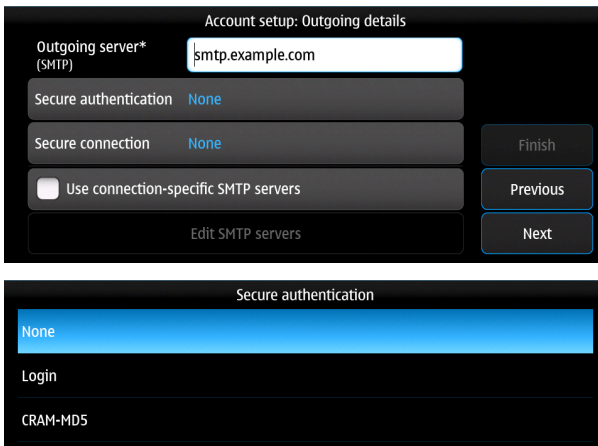 Account setup: Outgoing details
Outgoing server*
(SMTP)
smtp.example.com
Secure authentication None
Secure connection None
Finish
Use connection-specific SMTP servers
Previous
Edit SMTP servers
Next
Secure authentication
None
Login
CRAM-MD5